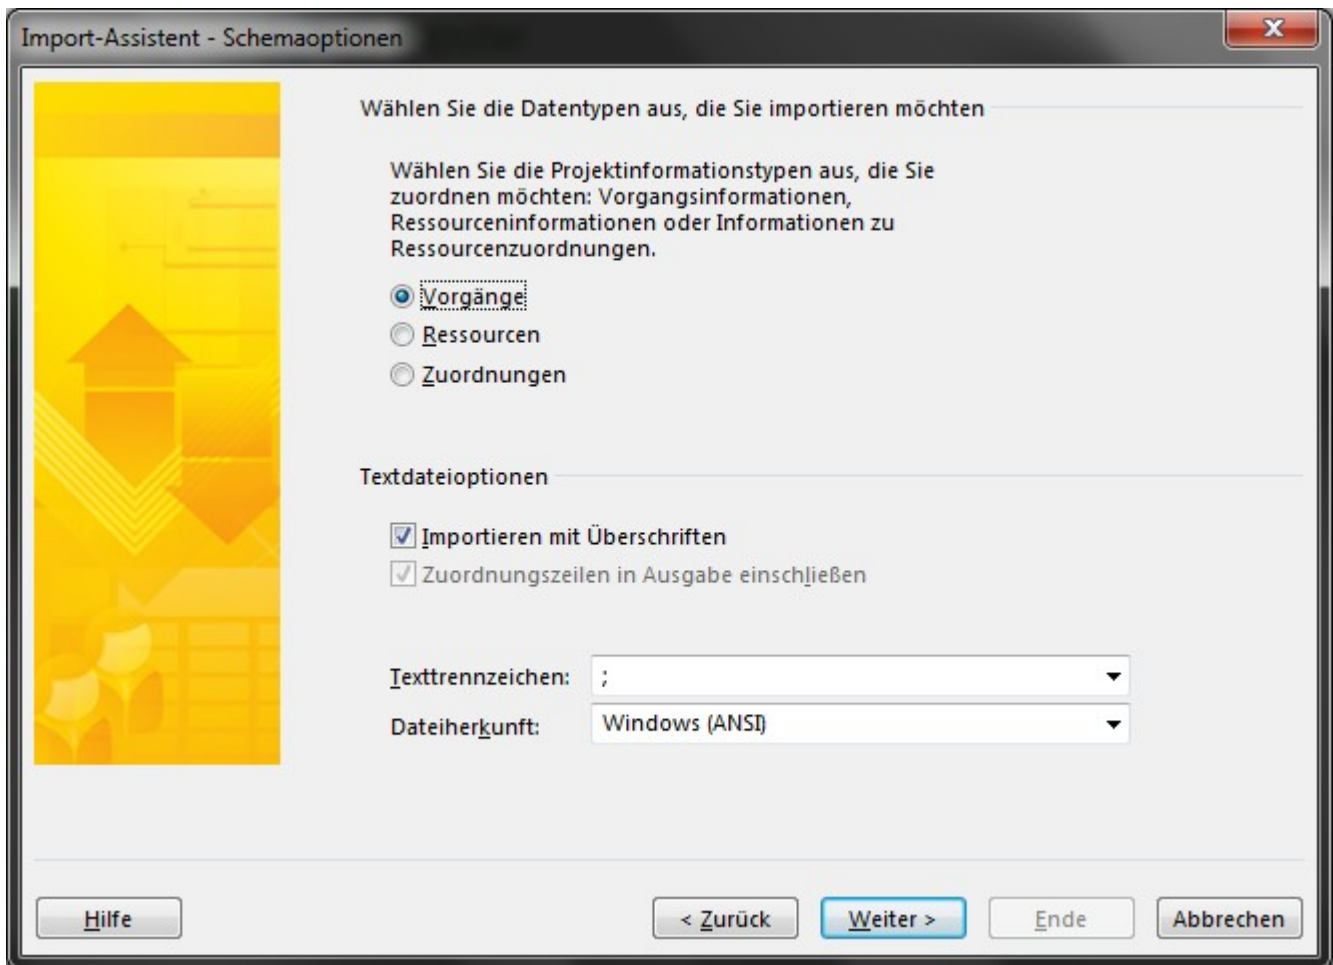 Import-Assistent - Schemaoptionen
Wählen Sie die Datentypen aus, die Sie importieren möchten
Wählen Sie die Projektinformationstypen aus, die Sie
zuordnen möchten: Vorgangsinformationen,
Ressourceninformationen oder Informationen zu
Ressourcenzuordnungen.
Vorgänge
Ressourcen
Zuordnungen
Textdateioptionen
Importieren mit Überschriften
Zuordnungszeilen in Ausgabe einschließen
Texttrennzeichen: ;
Dateiherkunft: Windows (ANSI)
Hilfe < Zurück Weiter > Ende Abbrechen